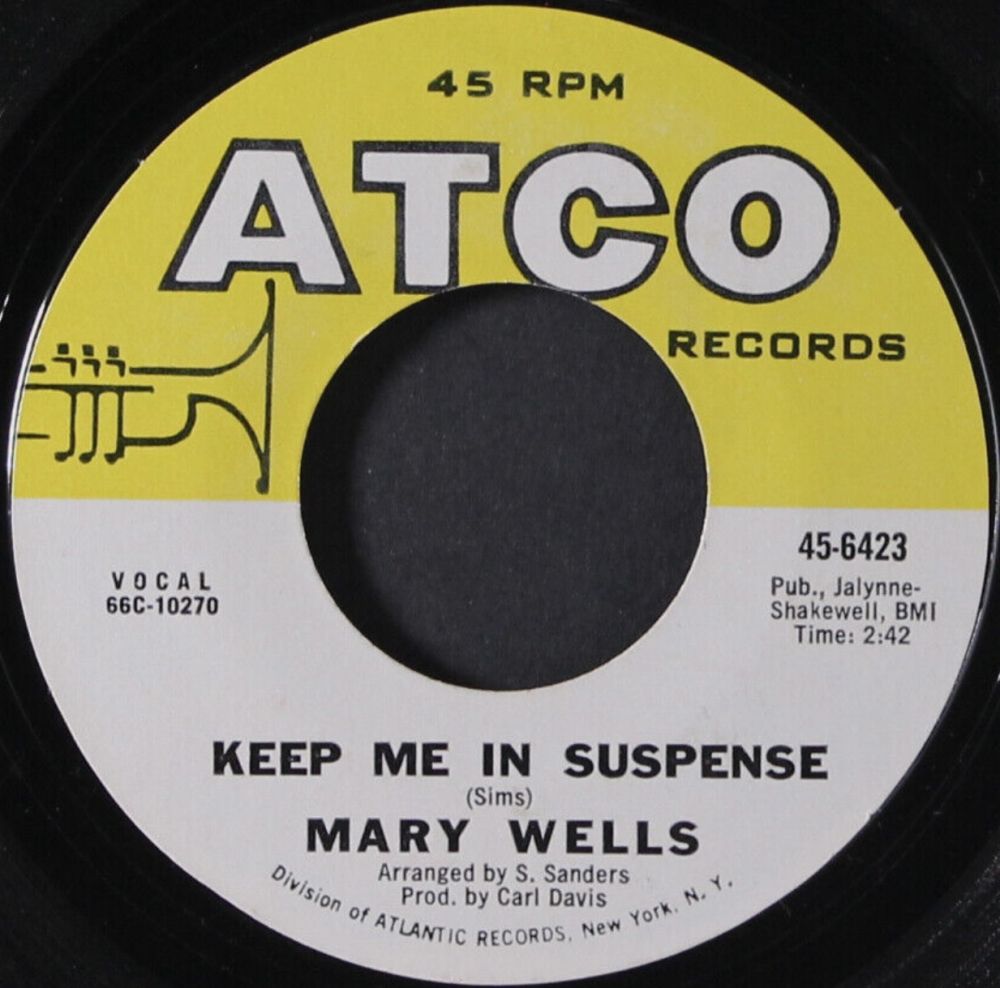 45 RPM
ATCO
RECORDS
VOCAL
66C-10270
45-6423
Pub., Jalynne-
Shakewell, BMI
Time: 2:42
KEEP ME IN SUSPENSE
(Sims)
MARY WELLS
Arranged by S. Sanders
Prod. by Carl Davis
Division of ATLANTIC RECORDS, New York, N. Y.